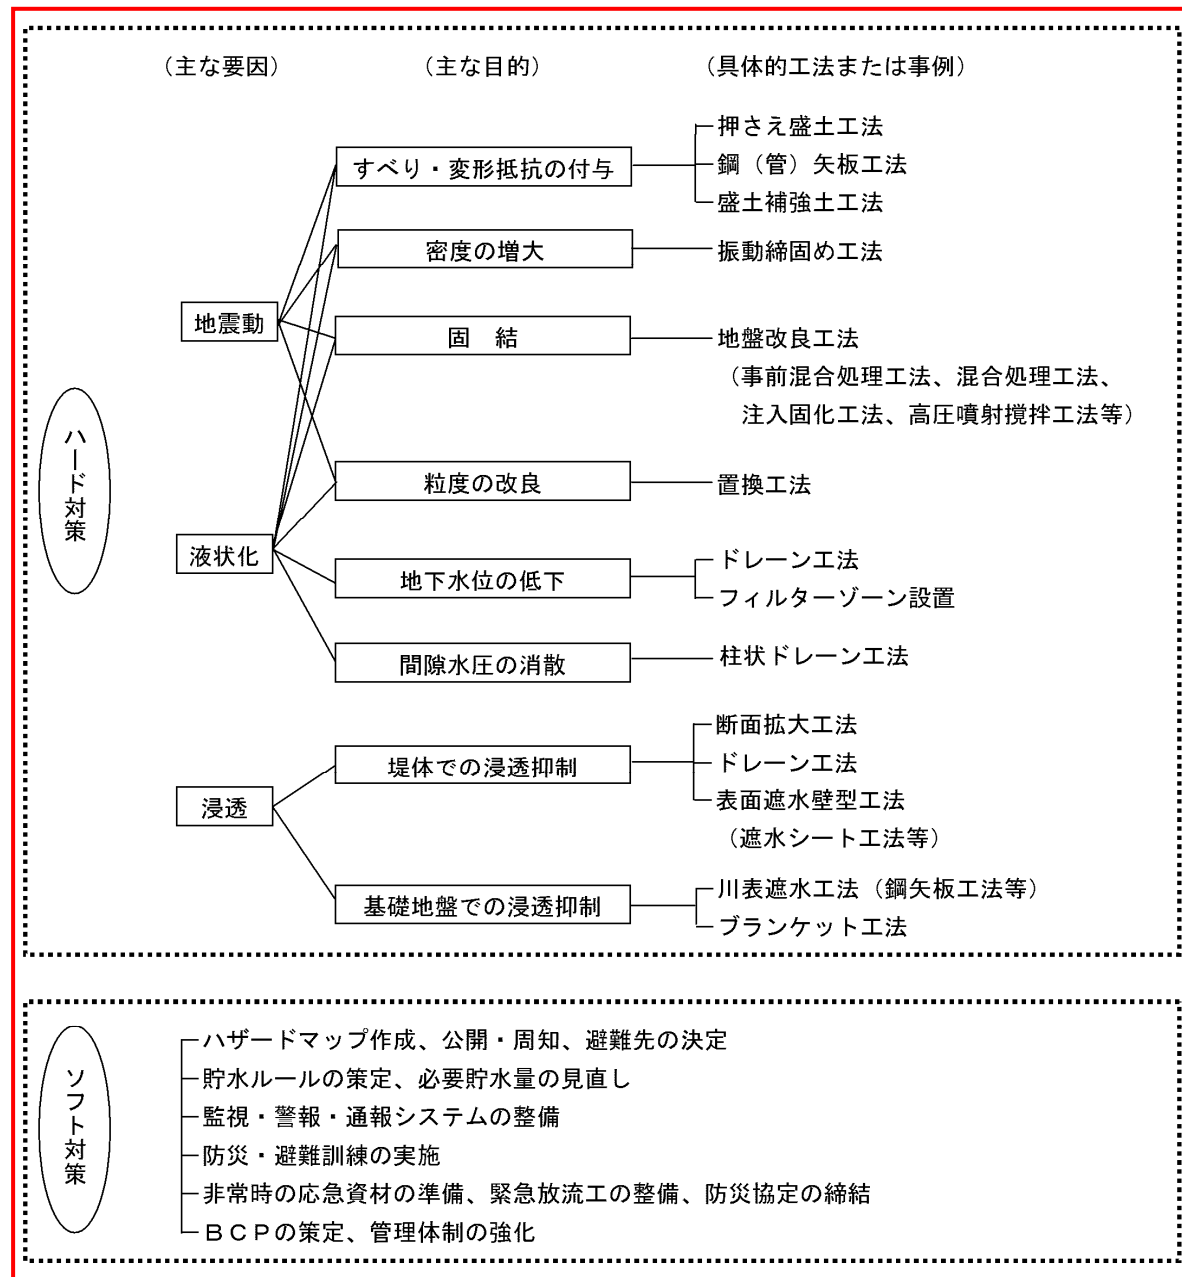 （主な要因）
（主な目的）
（具体的工法または事例）
ハード対策
地震動
液状化
浸透
すべり・変形抵抗の付与
押さえ盛土工法
鋼（管）矢板工法
盛土補強土工法
密度の増大
振動締固め工法
固　結
地盤改良工法
（事前混合処理工法、混合処理工法、
注入固化工法、高圧噴射撹拌工法等）
粒度の改良
置換工法
地下水位の低下
ドレーン工法
フィルターゾーン設置
間隙水圧の消散
柱状ドレーン工法
堤体での浸透抑制
断面拡大工法
ドレーン工法
表面遮水壁型工法
（遮水シート工法等）
基礎地盤での浸透抑制
川表遮水工法（鋼矢板工法等）
ブランケット工法
ソフト対策
ハザードマップ作成、公開・周知、避難先の決定
貯水ルールの策定、必要貯水量の見直し
監視・警報・通報システムの整備
防災・避難訓練の実施
非常時の応急資材の準備、緊急放流工の整備、防災協定の締結
ＢＣＰの策定、管理体制の強化